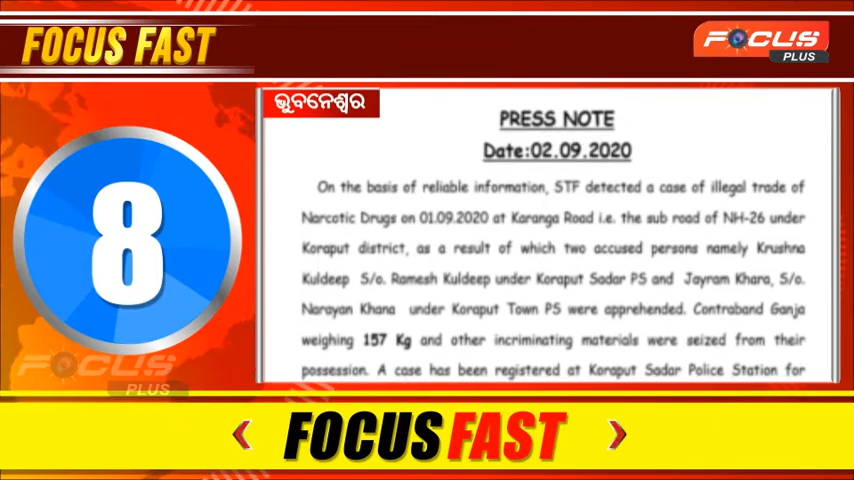 FOCUS FAST
FOCUS
PLUS
ଭୁବନେଶ୍ୱର
8
PRESS NOTE
Date:02.09.2020
On the basis of reliable information, STF detected a case of illegal trade of
Narcotic Drugs on 01.09.2020 at Karanga Road i.e. the sub road of NH-26 under
Koraput district, as a result of which two accused persons namely Krushna
Kuldeep S/o. Ramesh Kuldeep under Koraput Sadar PS and Jayram Khara, S/o.
Narayan Khana under Koraput Town PS were apprehended. Contraband Ganja
weighing 157 Kg and other incriminating materials were seized from their
possession. A case has been registered at Koraput Sadar Police Station for
FOCUS
PLUS
FOCUS FAST